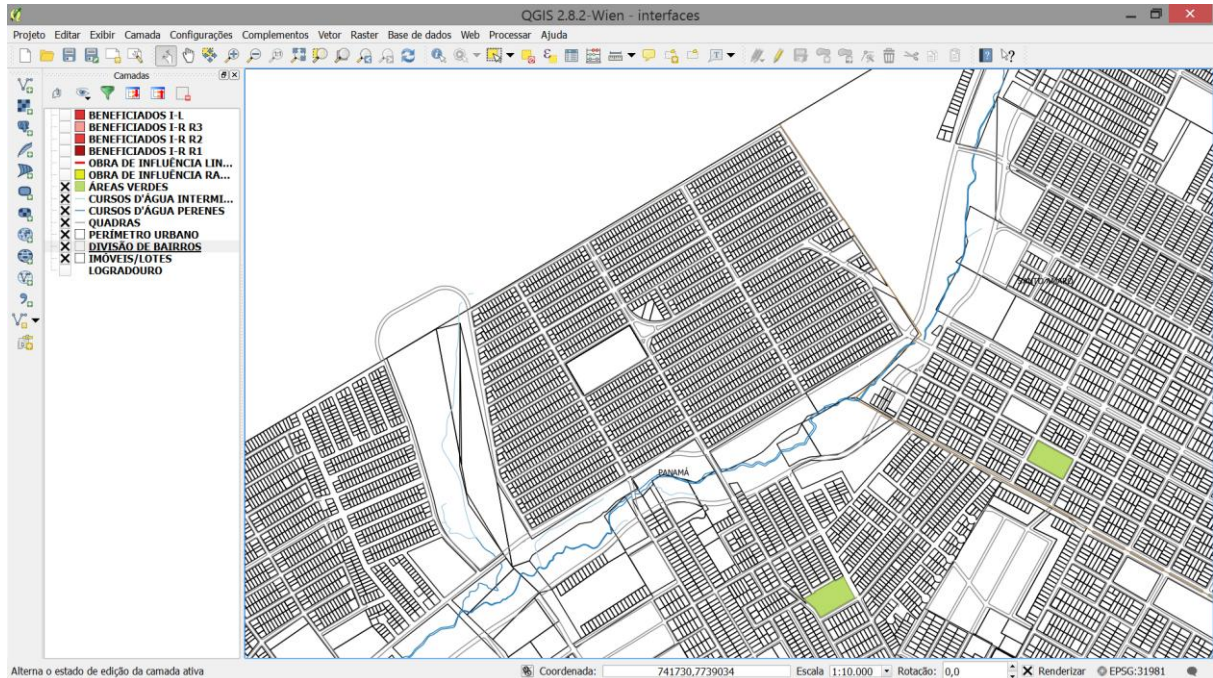 QGIS 2.8.2-Wien - interfaces
Projeto Editar Exibir Camada Configurações Complementos Vetor Raster Base de dados Web Processar Ajuda
Camadas
BENEFICIADOS I-L
BENEFICIADOS I-R R3
BENEFICIADOS I-R R2
BENEFICIADOS I-R R1
OBRA DE INFLUÊNCIA LIN...
OBRA DE INFLUÊNCIA RA...
ÁREAS VERDES
CURSOS D'ÁGUA INTERMI...
CURSOS D'ÁGUA PERENES
QUADRAS
PERÍMETRO URBANO
DIVISÃO DE BAIRROS
IMÓVEIS/LOTES
LOGRADOURO
PANAMÁ
Alterna o estado de edição da camada ativa Coordenada: 741730,7739034 Escala 1:10.000 Rotacão: 0,0 Renderizar EPSG:31981